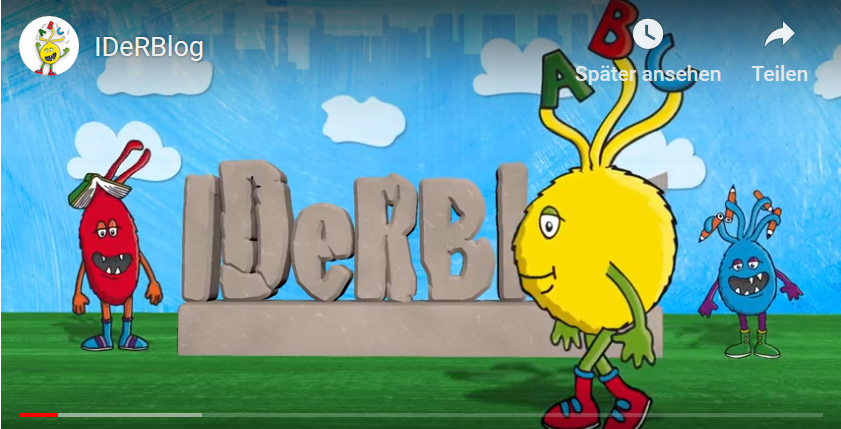 IDeRBlog
Später ansehen
Teilen
A B C
IDeRBl